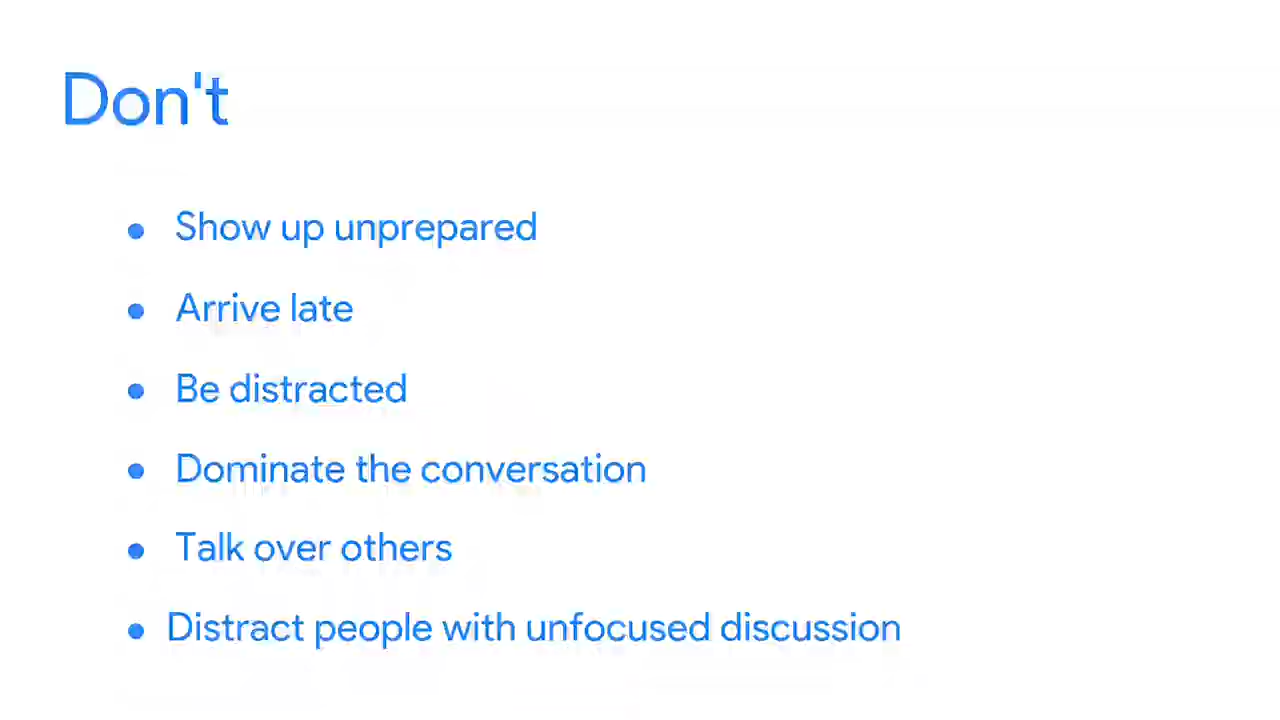 Don't
● Show up unprepared
● Arrive late
● Be distracted
● Dominate the conversation
● Talk over others
● Distract people with unfocused discussion